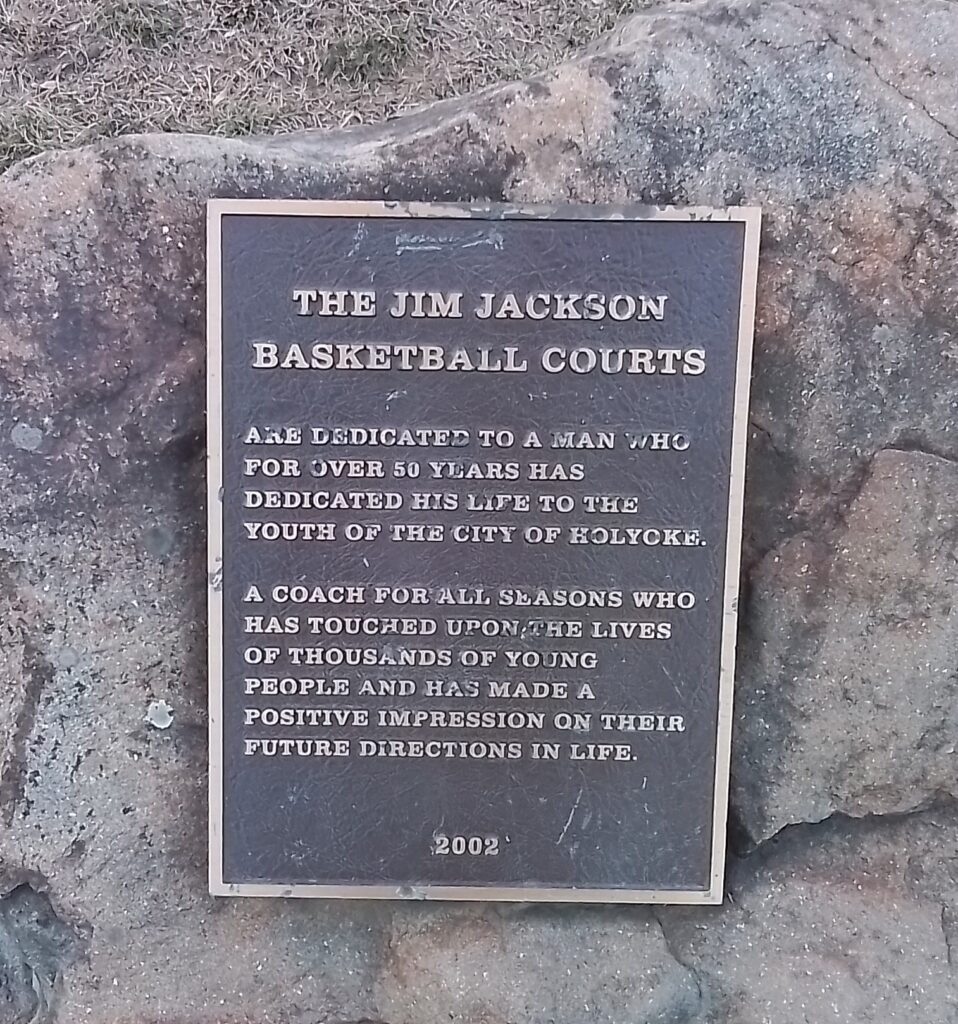 THE JIM JACKSON
BASKETBALL COURTS
ARE DEDICATED TO A MAN WHO
FOR OVER 50 YEARS HAS
DEDICATED HIS LIFE TO THE
YOUTH OF THE CITY OF HOLYOKE.
A COACH FOR ALL SEASONS WHO
HAS TOUCHED UPON THE LIVES
OF THOUSANDS OF YOUNG
PEOPLE AND HAS MADE A
POSITIVE IMPRESSION ON THEIR
FUTURE DIRECTIONS IN LIFE.
2002